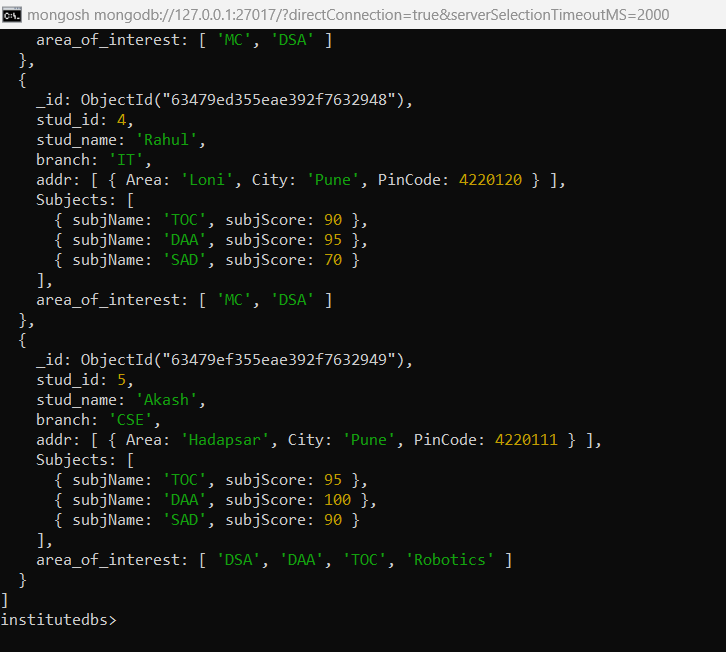 mongosh mongodb://127.0.0.1:27017/?directConnection=true&serverSelectionTimeoutMS=2000
    area_of_interest: [ 'MC', 'DSA' ]
  },
  {
    _id: ObjectId("63479ed355eae392f7632948"),
    stud_id: 4,
    stud_name: 'Rahul',
    branch: 'IT',
    addr: [ { Area: 'Loni', City: 'Pune', PinCode: 4220120 } ],
    Subjects: [
      { subjName: 'TOC', subjScore: 90 },
      { subjName: 'DAA', subjScore: 95 },
      { subjName: 'SAD', subjScore: 70 }
    ],
    area_of_interest: [ 'MC', 'DSA' ]
  },
  {
    _id: ObjectId("63479ef355eae392f7632949"),
    stud_id: 5,
    stud_name: 'Akash',
    branch: 'CSE',
    addr: [ { Area: 'Hadapsar', City: 'Pune', PinCode: 4220111 } ],
    Subjects: [
      { subjName: 'TOC', subjScore: 95 },
      { subjName: 'DAA', subjScore: 100 },
      { subjName: 'SAD', subjScore: 90 }
    ],
    area_of_interest: [ 'DSA', 'DAA', 'TOC', 'Robotics' ]
  }
]
institutedbs>